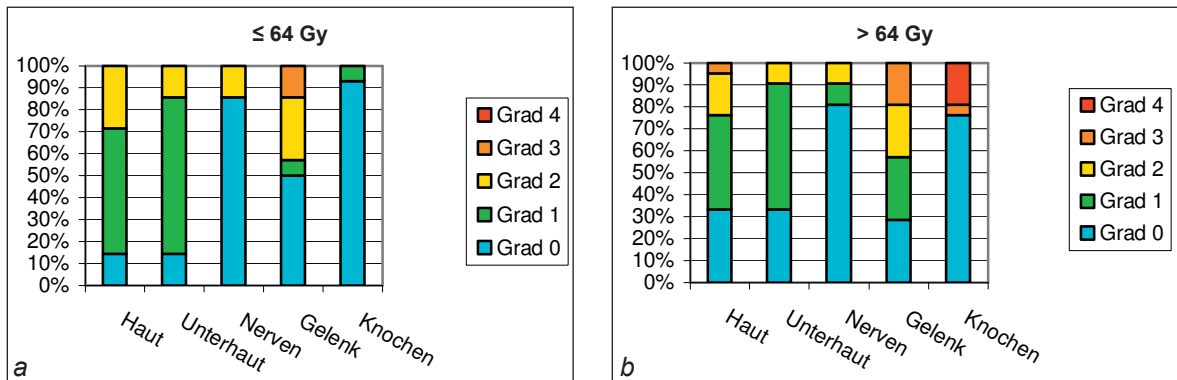 ≤ 64 Gy
100%
90%
80%
70%
60%
50%
40%
30%
20%
10%
0%
Haut
Unterhaut
Nerven
Gelenk
Knochen
Grad 4
Grad 3
Grad 2
Grad 1
Grad 0
a
> 64 Gy
100%
90%
80%
70%
60%
50%
40%
30%
20%
10%
0%
Haut
Unterhaut
Nerven
Gelenk
Knochen
Grad 4
Grad 3
Grad 2
Grad 1
Grad 0
b